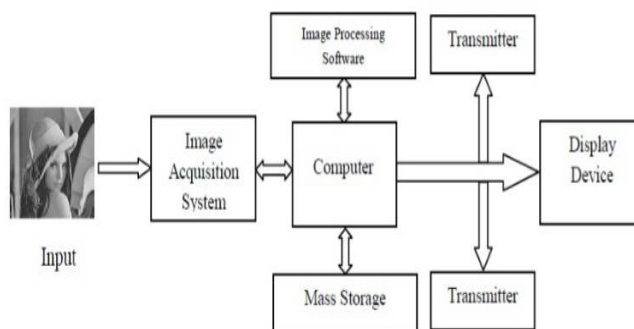 Image Processing
Software
Transmitter
Image
Acquisition
System
Computer
Display
Device
Input
Mass Storage
Transmitter